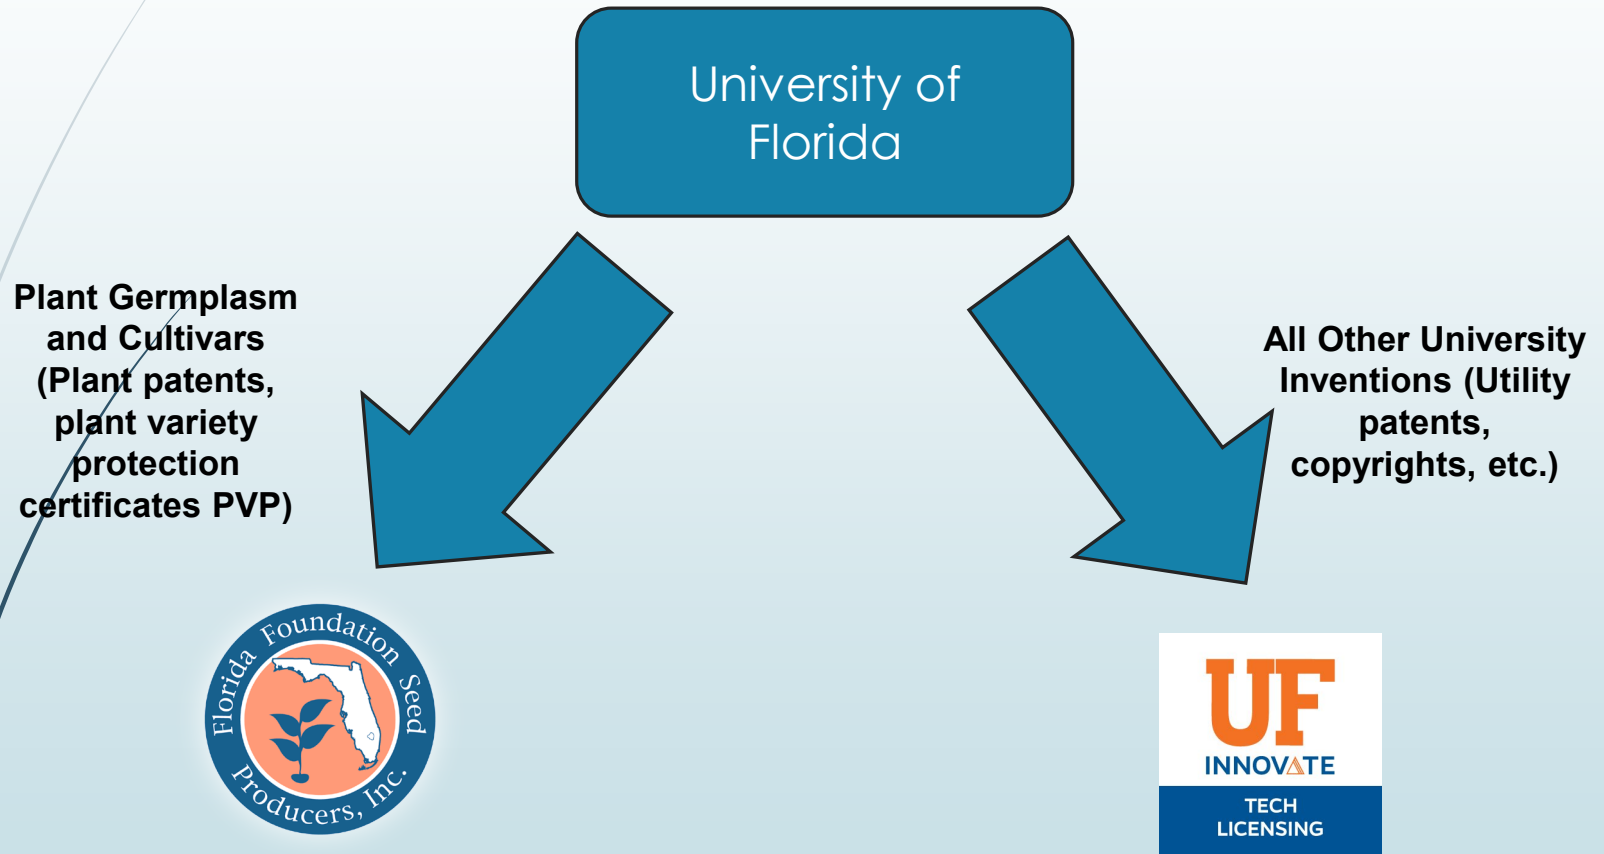 University of
Florida
Plant Germplasm
and Cultivars
(Plant patents,
plant variety
protection
certificates PVP)
All Other University
Inventions (Utility
patents,
copyrights, etc.)
Florida Foundation Seed
Producers, Inc.
UF
INNOVATE
TECH
LICENSING